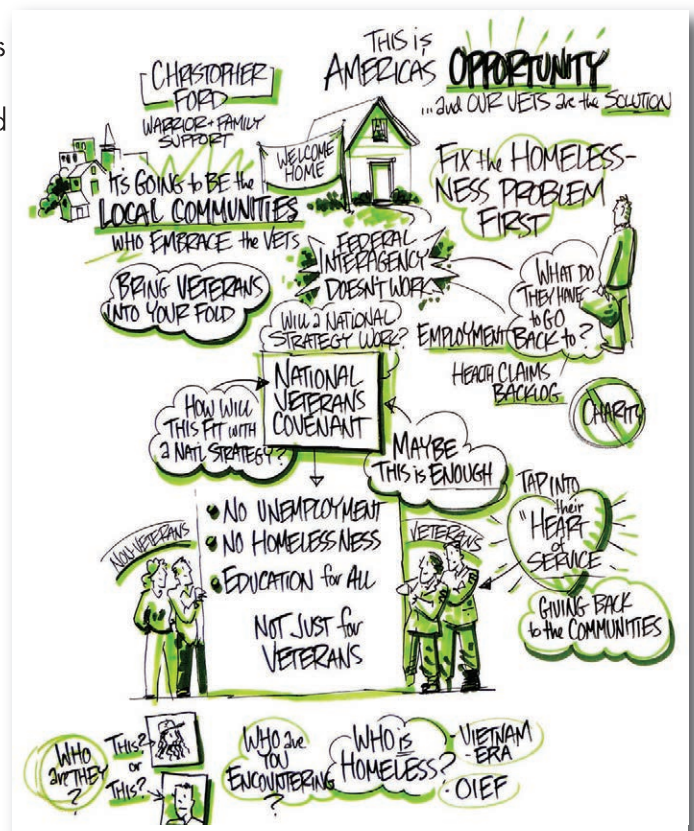 s
d
CHRISTOPHER
FORD
WARRIOR + FAMILY
SUPPORT
THIS is
AMERICAS OPPORTUNITY
...and OUR VETS are the SOLUTION
WELCOME
HOME
IT'S GOING to BE the
LOCAL COMMUNITIES
WHO EMBRACE the VETS
FIX the HOMELESS-
NESS PROBLEM
FIRST
FEDERAL
INTERAGENCY
DOESN'T WORK
BRING VETERANS
INTO YOUR FOLD
WHAT DO
THEY HAVE
to GO
BACK to?
WILL a NATIONAL
STRATEGY WORK?
EMPLOYMENT
HEALTH CLAIMS
BACKLOG
CHARITY
NATIONAL
VETERANS
COVENANT
HOW WILL
THIS FIT WITH
a NAT'L STRATEGY?
MAYBE
THIS is ENOUGH
TAP INTO
their
"HEART
of
SERVICE
NON-VETERANS
• NO UNEMPLOYMENT
• NO HOMELESSNESS
• EDUCATION for ALL
NOT JUST for
VETERANS
VETERANS
GIVING BACK
to the COMMUNITIES
WHO
are THEY
?
THIS?
or
THIS?
WHO are
YOU
ENCOUNTERING
?
WHO is
HOMELESS?
- VIETNAM
- ERA
• OIEF